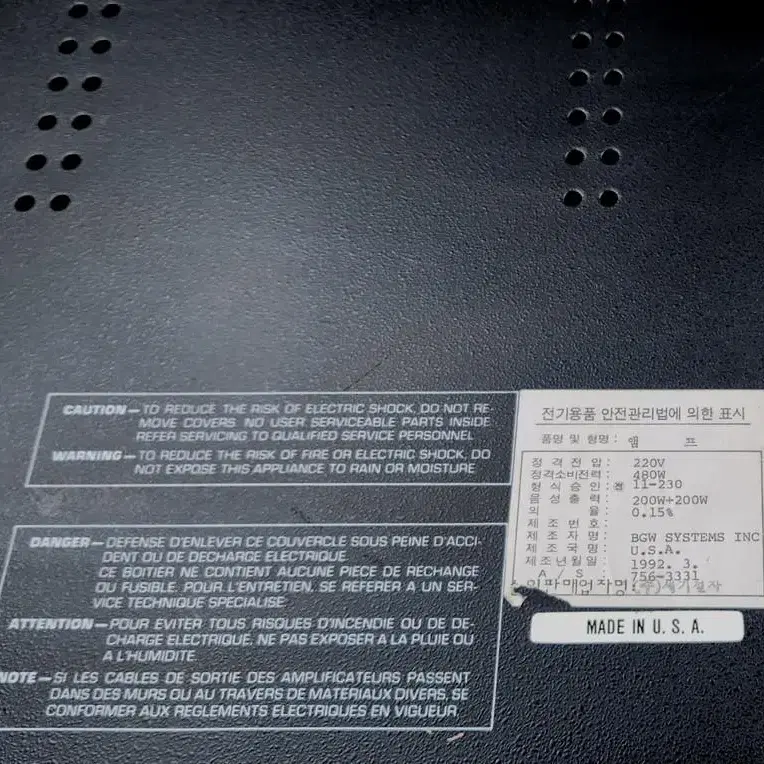 CAUTION — TO REDUCE THE RISK OF ELECTRIC SHOCK, DO NOT RE-
MOVE COVERS. NO USER SERVICEABLE PARTS INSIDE
REFER SERVICING TO QUALIFIED SERVICE PERSONNEL
WARNING — TO REDUCE THE RISK OF FIRE OR ELECTRIC SHOCK, DO
NOT EXPOSE THIS APPLIANCE TO RAIN OR MOISTURE
DANGER — DEFENSE D'ENLEVER CE COUVERCLE SOUS PEINE D'ACCI-
DENT OU DE DECHARGE ELECTRIQUE.
CE BOITIER NE CONTIENT AUCUNE PIECE DE RECHANGE
OU FUSIBLE. POUR L'ENTRETIEN, SE REFERER A UN SER-
VICE TECHNIQUE SPECIALISE.
ATTENTION — POUR EVITER TOUS RISQUES D'INCENDIE OU DE DE-
CHARGE ELECTRIQUE, NE PAS EXPOSER A LA PLUIE OU
A L'HUMIDITE.
NOTE — SI LES CABLES DE SORTIE DES AMPLIFICATEURS PASSENT
DANS DES MURS OU AU TRAVERS DE MATERIAUX DIVERS, SE
CONFORMER AUX REGLEMENTS ELECTRIQUES EN VIGUEUR.
전기용품 안전관리법에 의한 표시
품명 및 형명 : 앰 프
정 격 전 압 : 220V
정격소비전력 : 480W
형 식 승 인 : 11-230
음 성 출 력 : 200W+200W
의 율 : 0.15%
제 조 번 호 :
제 조 자 명 : BGW SYSTEMS INC
제 조 국 명 : U.S.A.
제조년월일 : 1992. 3.
A / S : 756-3331
판매업자명 :
MADE IN U. S. A.